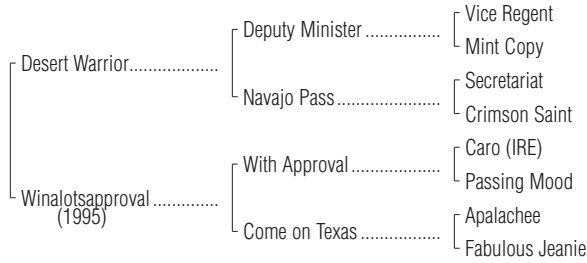 Vice Regent
Deputy Minister ..................
Mint Copy
Desert Warrior..................
Secretariat
Navajo Pass.....................
Crimson Saint
Caro (IRE)
With Approval ..................
Passing Mood
Winalotsapproval .............
(1995)
Apalachee
Come on Texas ................
Fabulous Jeanie